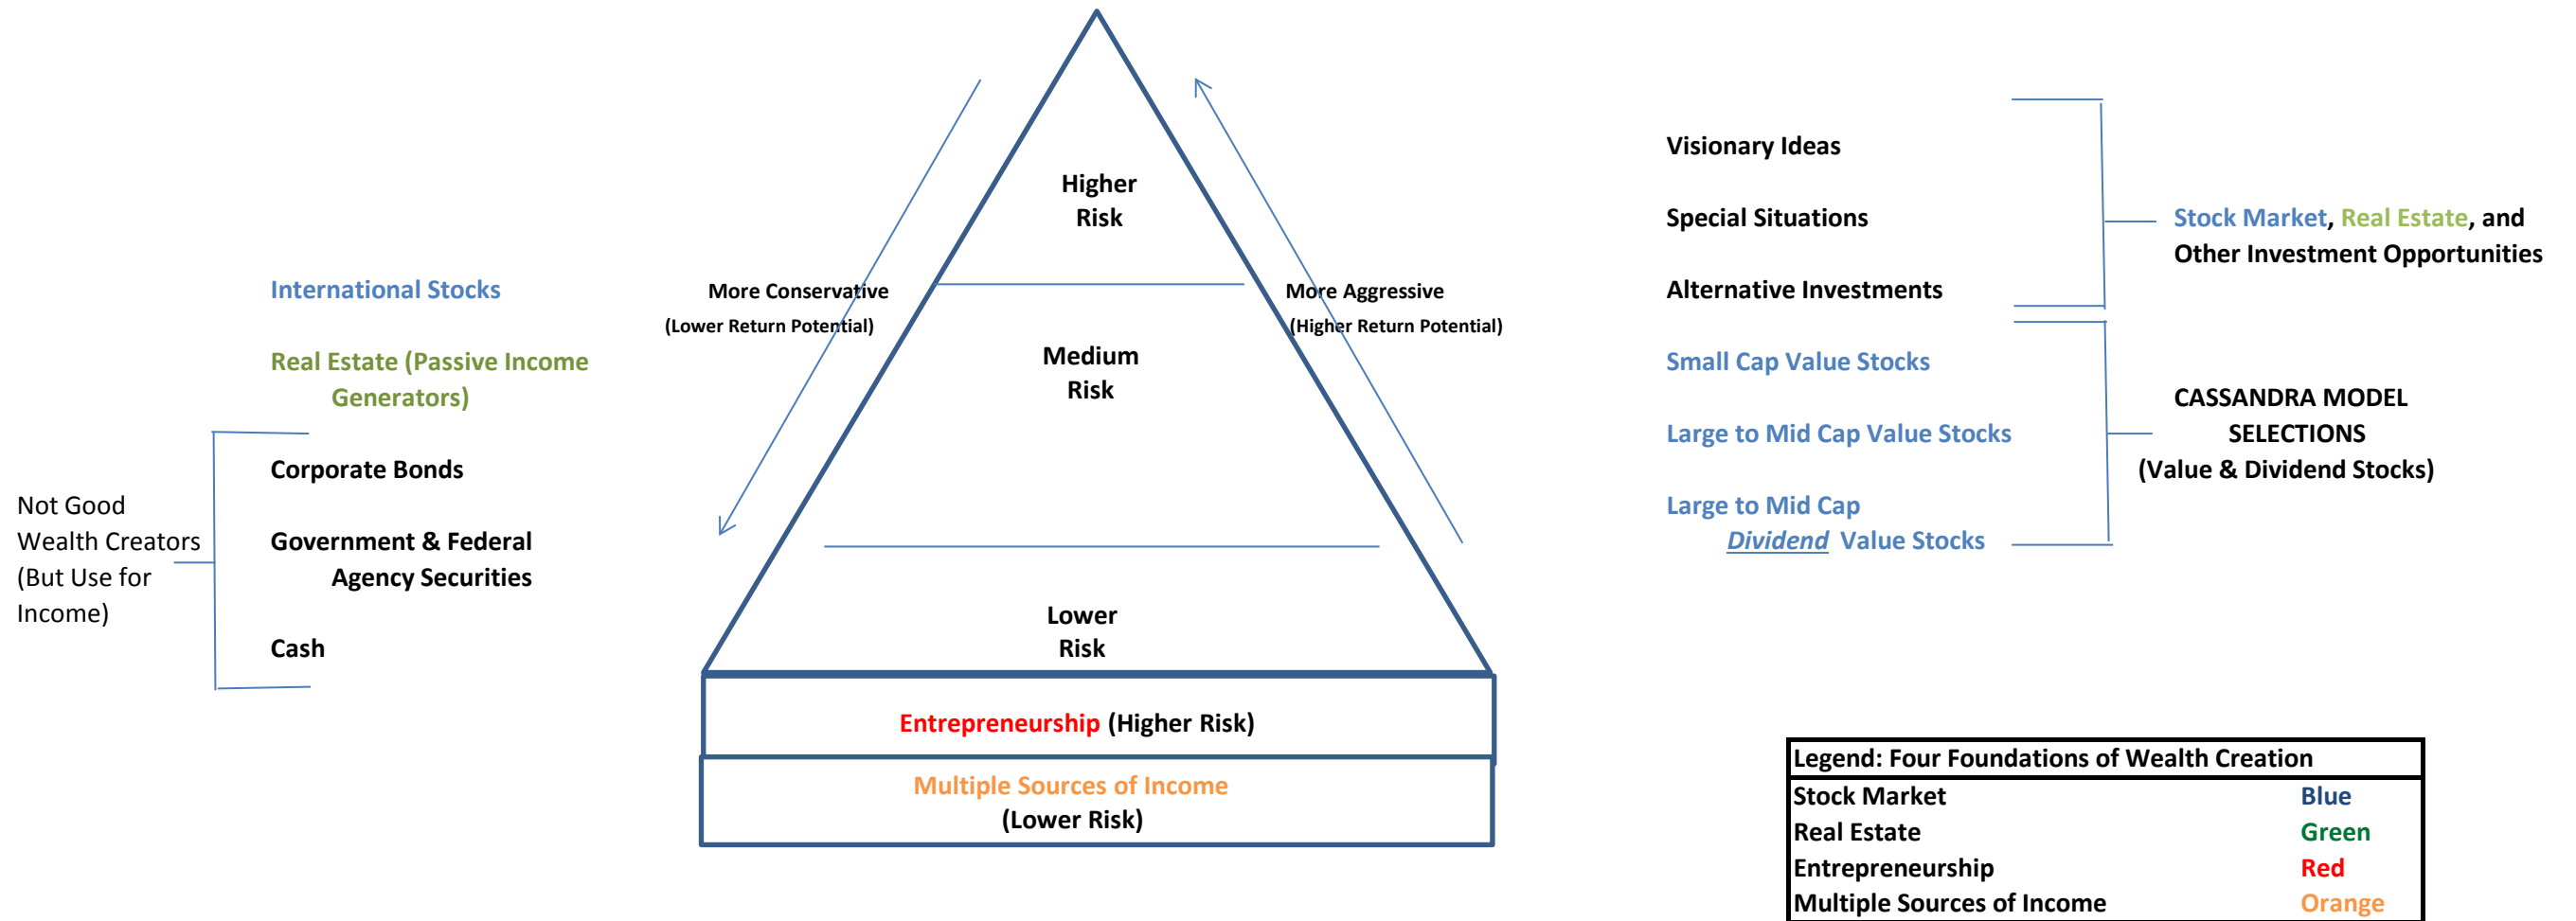 International Stocks
Real Estate (Passive Income
Generators)
Corporate Bonds
Government & Federal
Agency Securities
Cash
Not Good
Wealth Creators
(But Use for
Income)
More Conservative
(Lower Return Potential)
Higher
Risk
Medium
Risk
Lower
Risk
More Aggressive
(Higher Return Potential)
Entrepreneurship (Higher Risk)
Multiple Sources of Income
(Lower Risk)
Visionary Ideas
Special Situations
Alternative Investments
Small Cap Value Stocks
Large to Mid Cap Value Stocks
Large to Mid Cap
Dividend Value Stocks
Stock Market, Real Estate, and
Other Investment Opportunities
CASSANDRA MODEL
SELECTIONS
(Value & Dividend Stocks)
Legend: Four Foundations of Wealth Creation
Stock Market Blue
Real Estate Green
Entrepreneurship Red
Multiple Sources of Income Orange